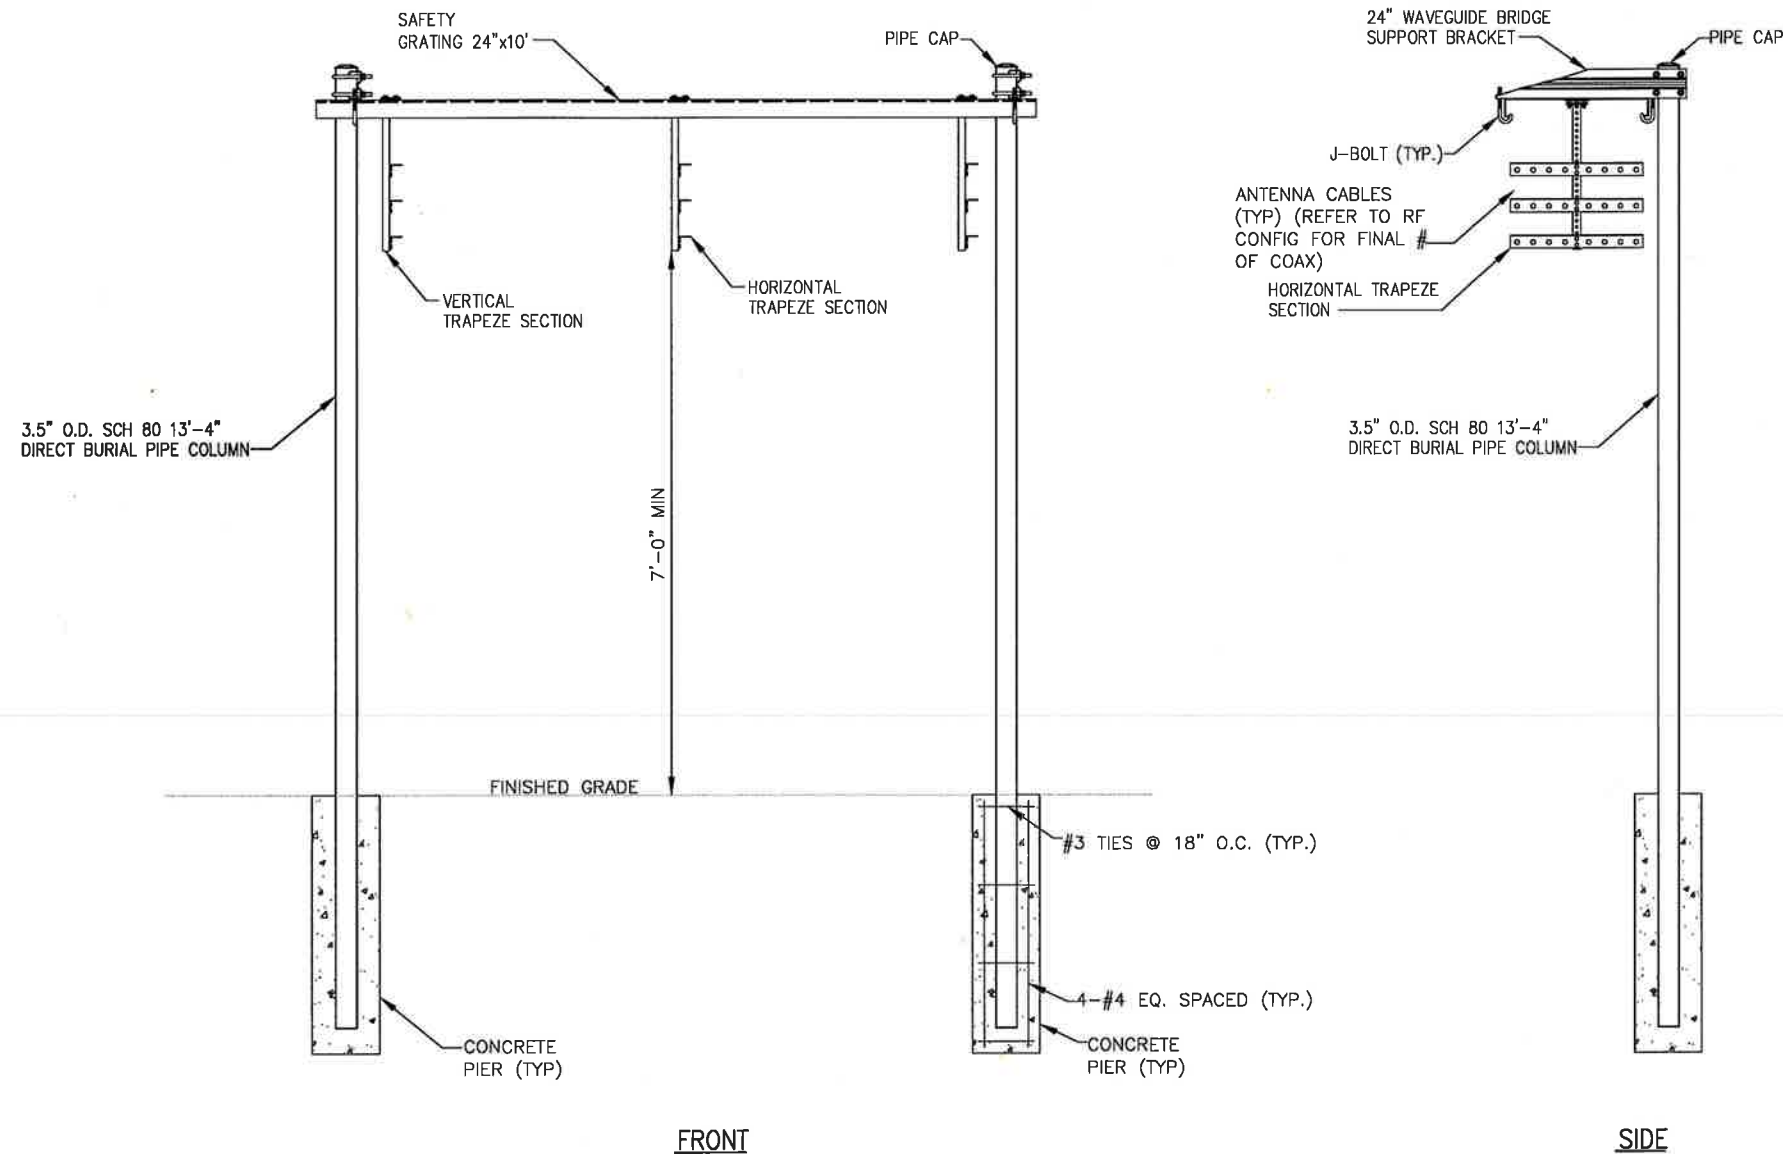 SAFETY
GRATING 24"x10'
PIPE CAP
VERTICAL
TRAPEZE SECTION
HORIZONTAL
TRAPEZE SECTION
3.5" O.D. SCH 80 13'-4"
DIRECT BURIAL PIPE COLUMN
7'-0" MIN
FINISHED GRADE
#3 TIES @ 18" O.C. (TYP.)
4-#4 EQ. SPACED (TYP.)
CONCRETE
PIER (TYP)
CONCRETE
PIER (TYP)
FRONT
24" WAVEGUIDE BRIDGE
SUPPORT BRACKET
PIPE CAP
J-BOLT (TYP.)
ANTENNA CABLES
(TYP) (REFER TO RF
CONFIG FOR FINAL #
OF COAX)
HORIZONTAL TRAPEZE
SECTION
3.5" O.D. SCH 80 13'-4"
DIRECT BURIAL PIPE COLUMN
SIDE